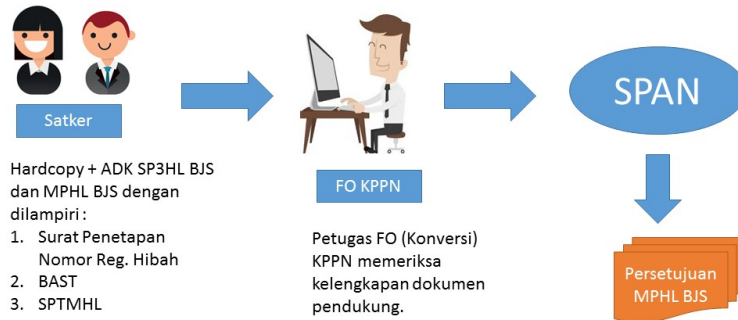 Satker
Hardcopy + ADK SP3HL BJS
dan MPHL BJS dengan
dilampiri :
1. Surat Penetapan
Nomor Reg. Hibah
2. BAST
3. SPTMHL
FO KPPN
Petugas FO (Konversi)
KPPN memeriksa
kelengkapan dokumen
pendukung.
SPAN
Persetujuan
MPHL BJS